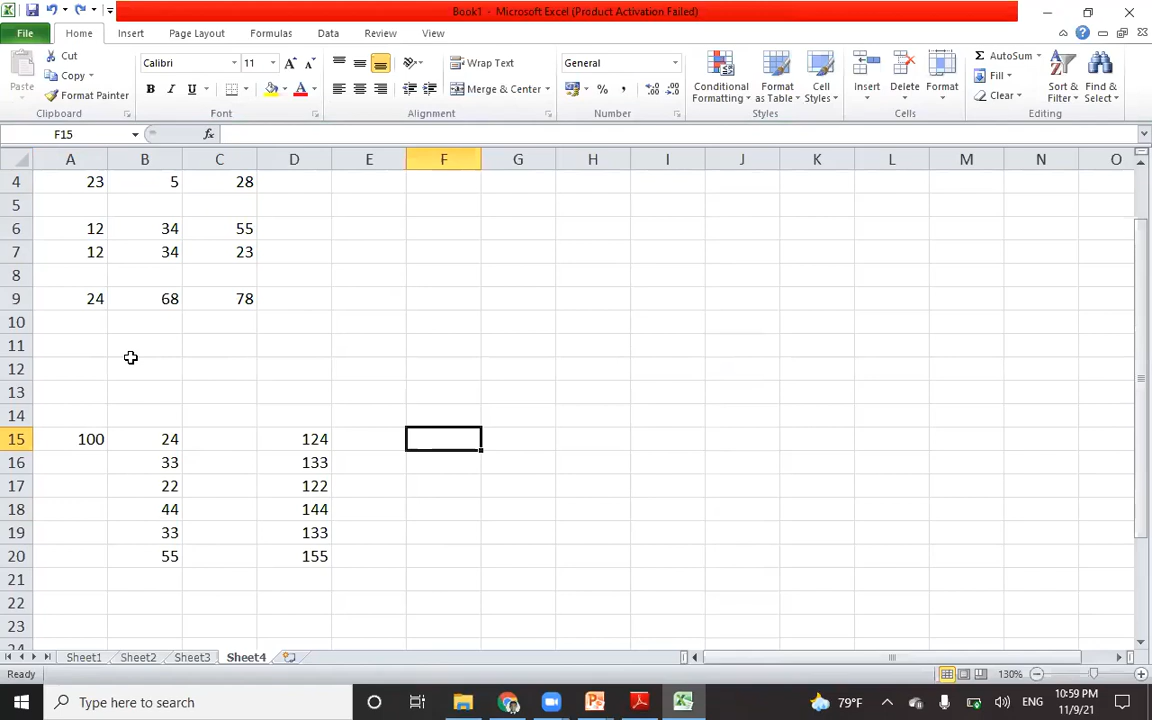 Book1 - Microsoft Excel (Product Activation Failed)
File Home Insert Page Layout Formulas Data Review View
Paste
Cut
Copy
Format Painter
Clipboard
Calibri 11
B I U A
Font
Wrap Text
Merge & Center
Alignment
General
% ,
Number
Conditional Formatting
Format as Table
Cell Styles
Styles
Insert
Delete
Format
Cells
AutoSum
Fill
Clear
Sort & Filter
Find & Select
Editing
F15 fx
A B C D E F G H I J K L M N O
4 23 5 28
5
6 12 34 55
7 12 34 23
8
9 24 68 78
10
11
12
13
14
15 100 24 124
16 33 133
17 22 122
18 44 144
19 33 133
20 55 155
21
22
23
24
Sheet1 Sheet2 Sheet3 Sheet4
Ready 130%
Type here to search
79°F ENG
10:59 PM
11/9/21